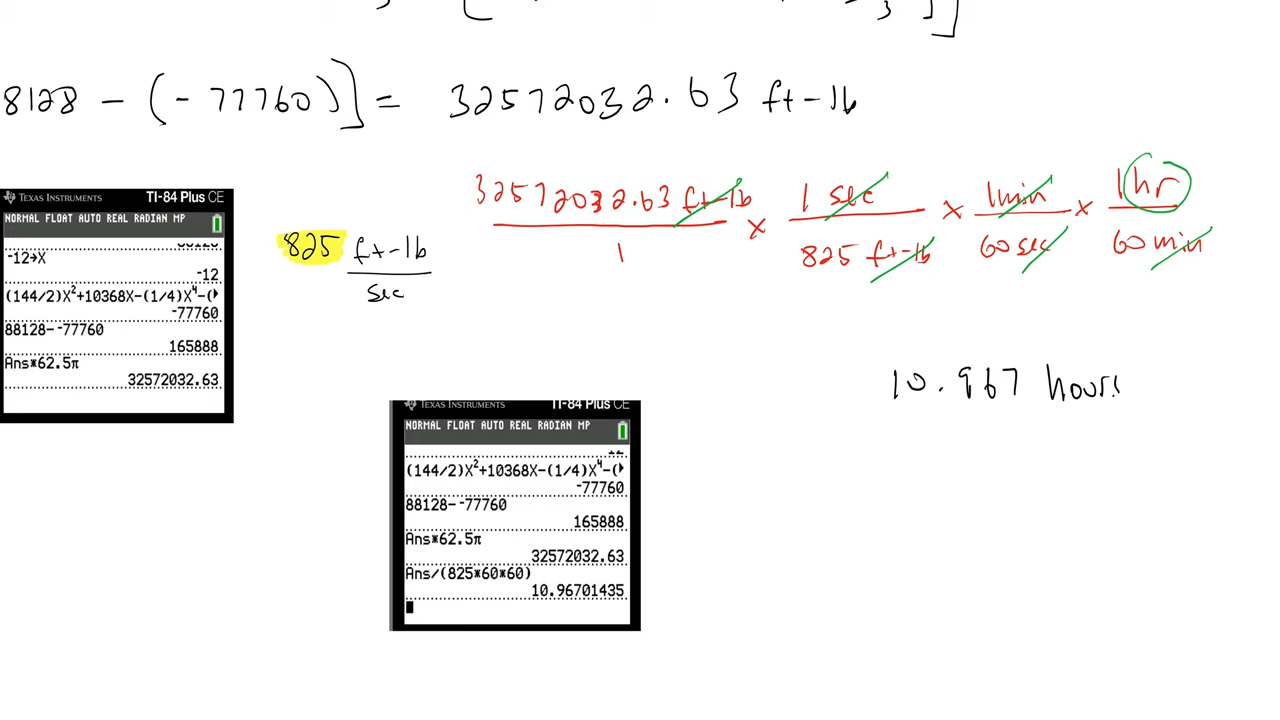 8128 - (-77760)] = 32572032.63 ft-lb
TEXAS INSTRUMENTS TI-84 Plus CE
NORMAL FLOAT AUTO REAL RADIAN MP
-12→X
-12
(144/2)X²+10368X-(1/4)X⁴-(
-77760
88128--77760
165888
Ans*62.5π
32572032.63
825 ft-lb
sec
32572032.63 ft-lb × 1 sec × 1min × 1hr
1 825 ft-lb 60sec 60min
10.967 hours
TEXAS INSTRUMENTS TI-84 Plus CE
NORMAL FLOAT AUTO REAL RADIAN MP
(144/2)X²+10368X-(1/4)X⁴-(
-77760
88128--77760
165888
Ans*62.5π
32572032.63
Ans/(825*60*60)
10.96701435